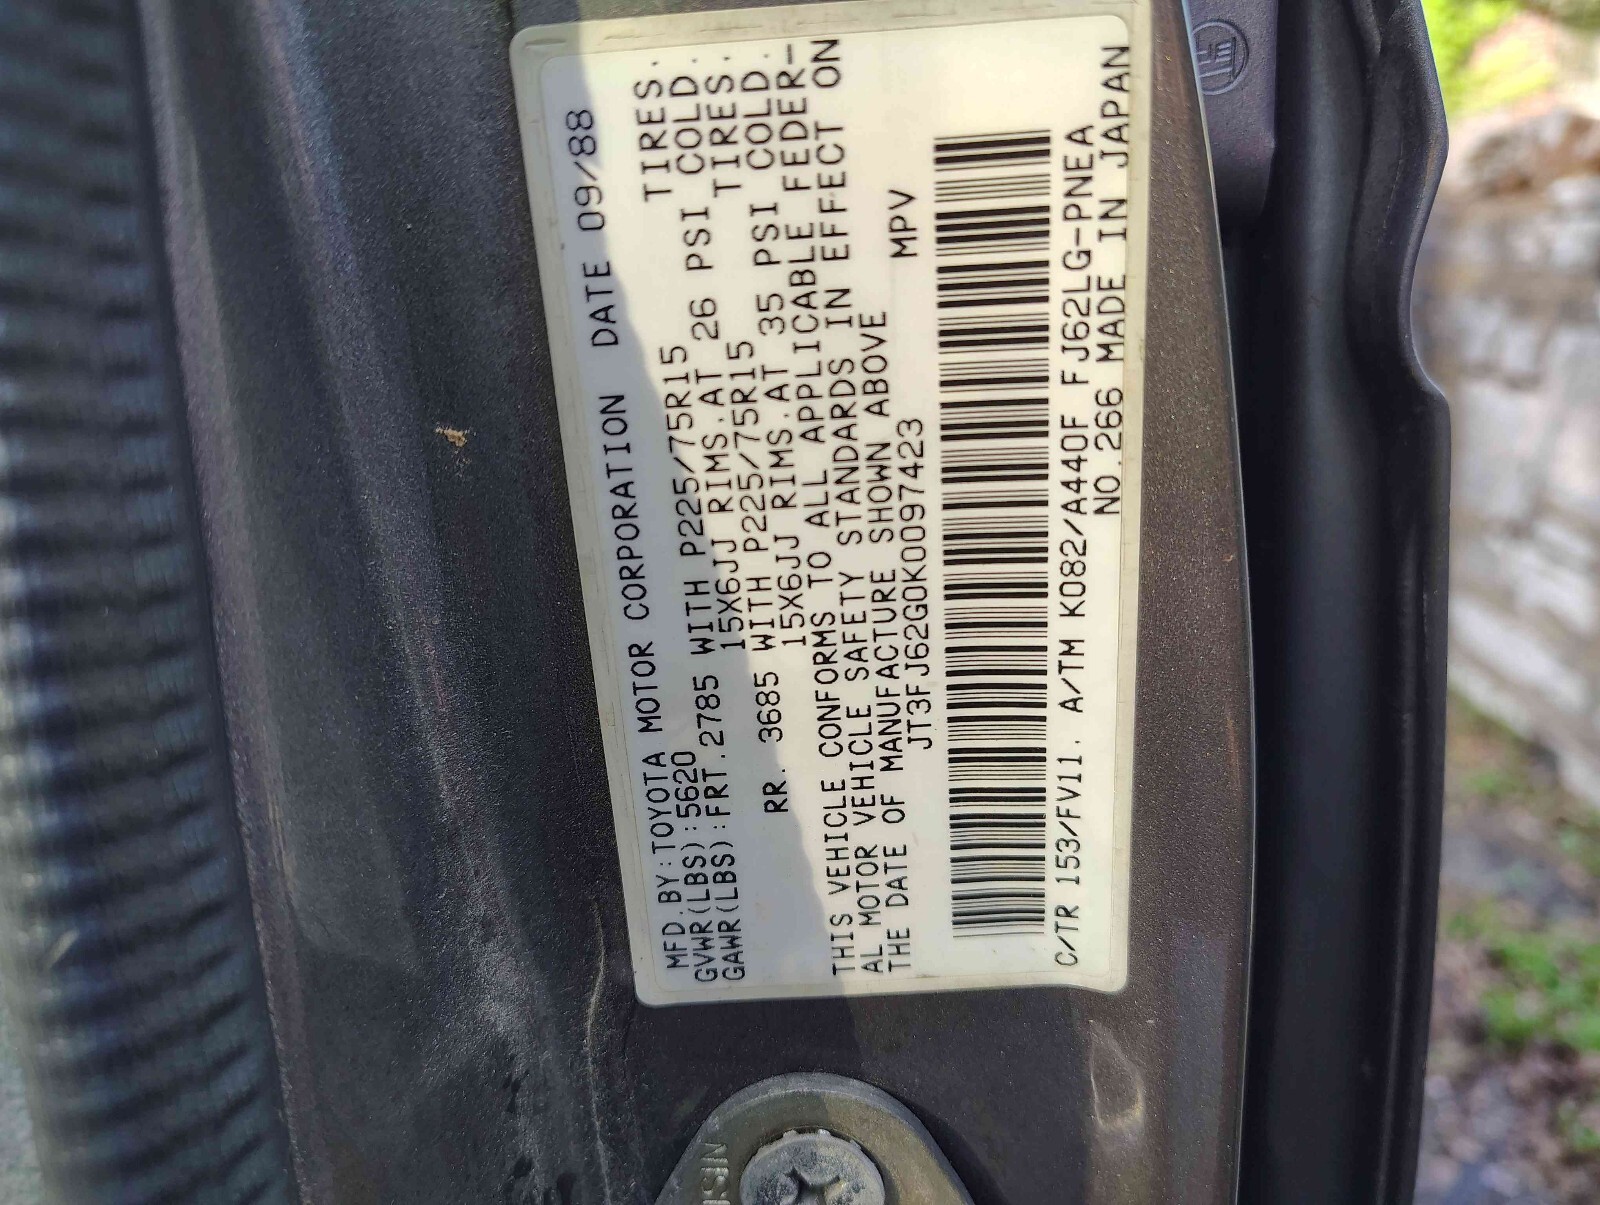 MFD.BY:TOYOTA MOTOR CORPORATION DATE 09/88
GVWR(LBS):5620
GAWR(LBS):FRT.2785 WITH P225/75R15 TIRES.
15X6JJ RIMS.AT 26 PSI COLD.
RR. 3685 WITH P225/75R15 TIRES.
15X6JJ RIMS.AT 35 PSI COLD.
THIS VEHICLE CONFORMS TO ALL APPLICABLE FEDER-
AL MOTOR VEHICLE SAFETY STANDARDS IN EFFECT ON
THE DATE OF MANUFACTURE SHOWN ABOVE
JT3FJ62G0K0097423 MPV
C/TR 153/FV11. A/TM K082/A440F FJ62LG-PNEA
NO.266 MADE IN JAPAN